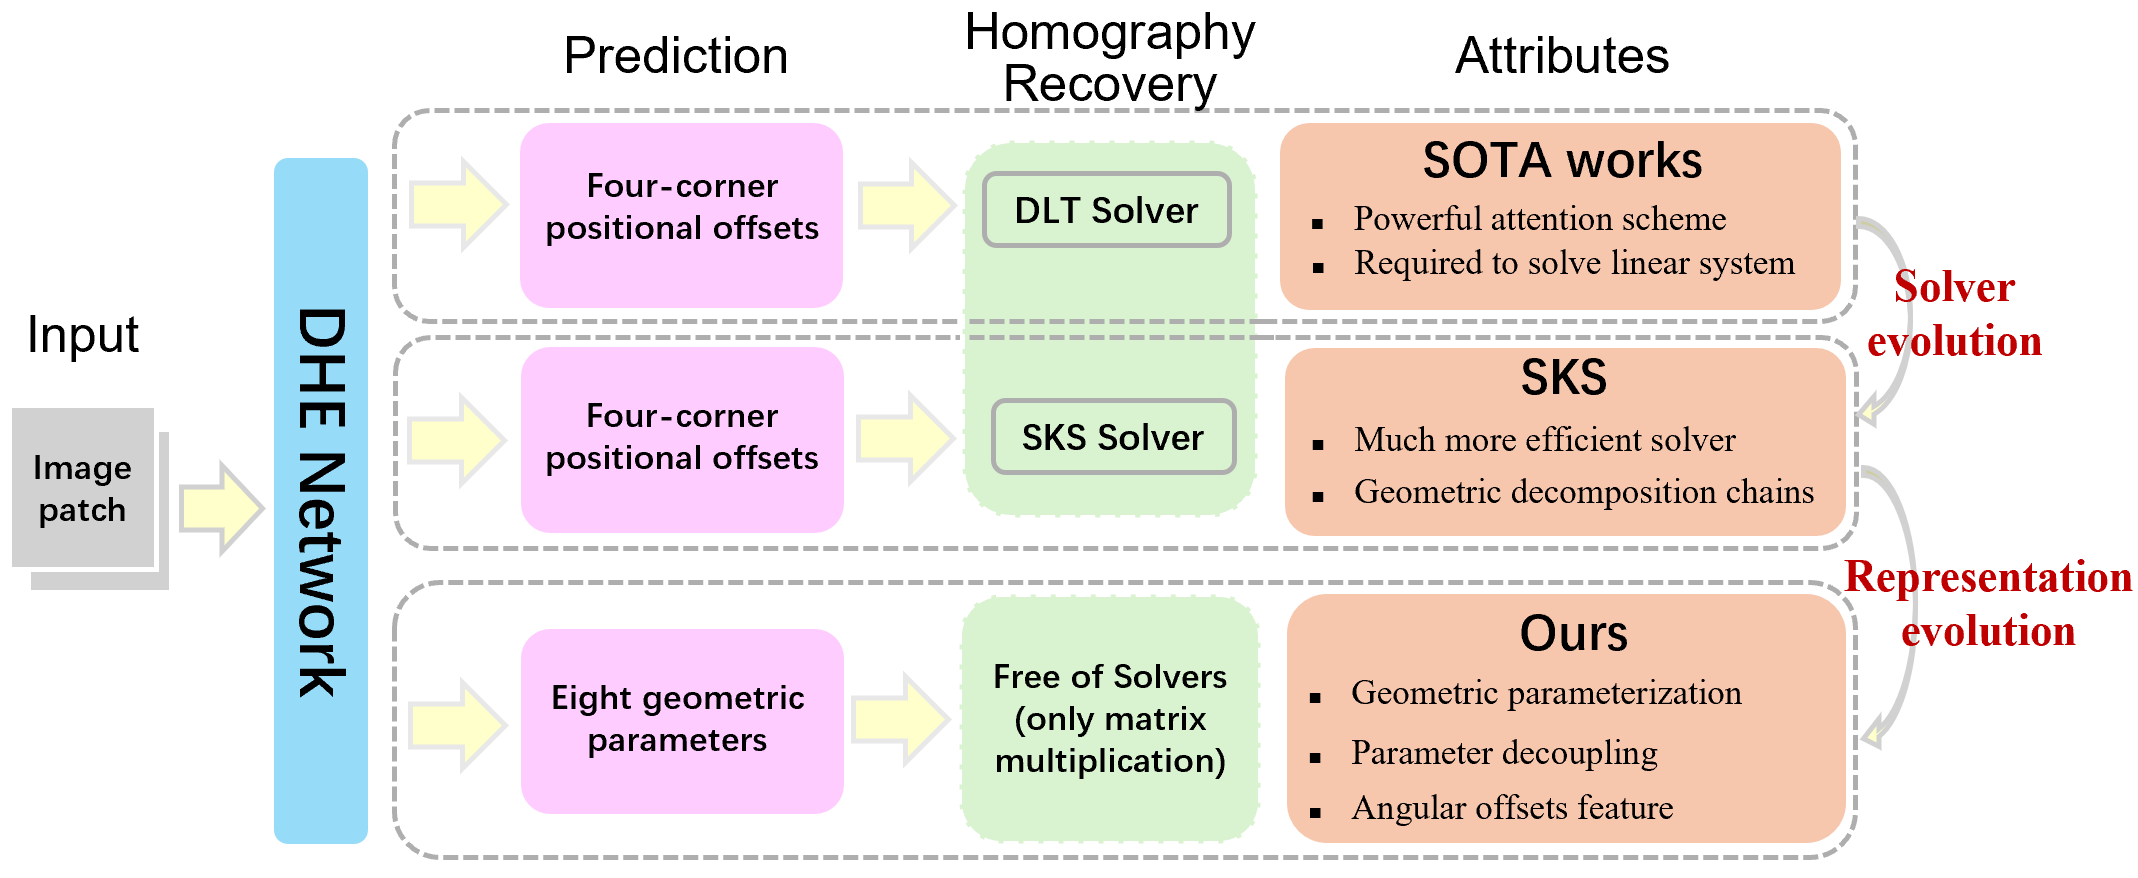 Prediction
Homography
Recovery
Attributes
Input
Image
patch
DHE Network
Four-corner
positional offsets
DLT Solver
SOTA works
▪ Powerful attention scheme
▪ Required to solve linear system
Solver
evolution
Four-corner
positional offsets
SKS Solver
SKS
▪ Much more efficient solver
▪ Geometric decomposition chains
Representation
evolution
Eight geometric
parameters
Free of Solvers
(only matrix
multiplication)
Ours
▪ Geometric parameterization
▪ Parameter decoupling
▪ Angular offsets feature